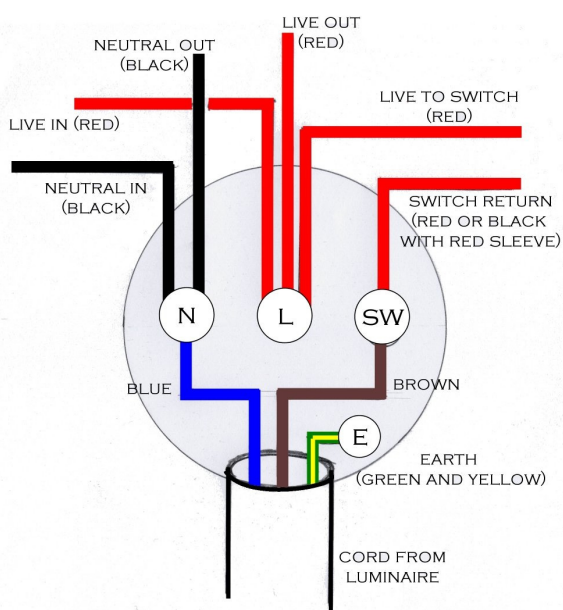 LIVE OUT
(RED)
NEUTRAL OUT
(BLACK)
LIVE TO SWITCH
(RED)
LIVE IN (RED)
NEUTRAL IN
(BLACK)
SWITCH RETURN
(RED OR BLACK
WITH RED SLEEVE)
N
L
SW
BLUE
BROWN
E
EARTH
(GREEN AND YELLOW)
CORD FROM
LUMINAIRE